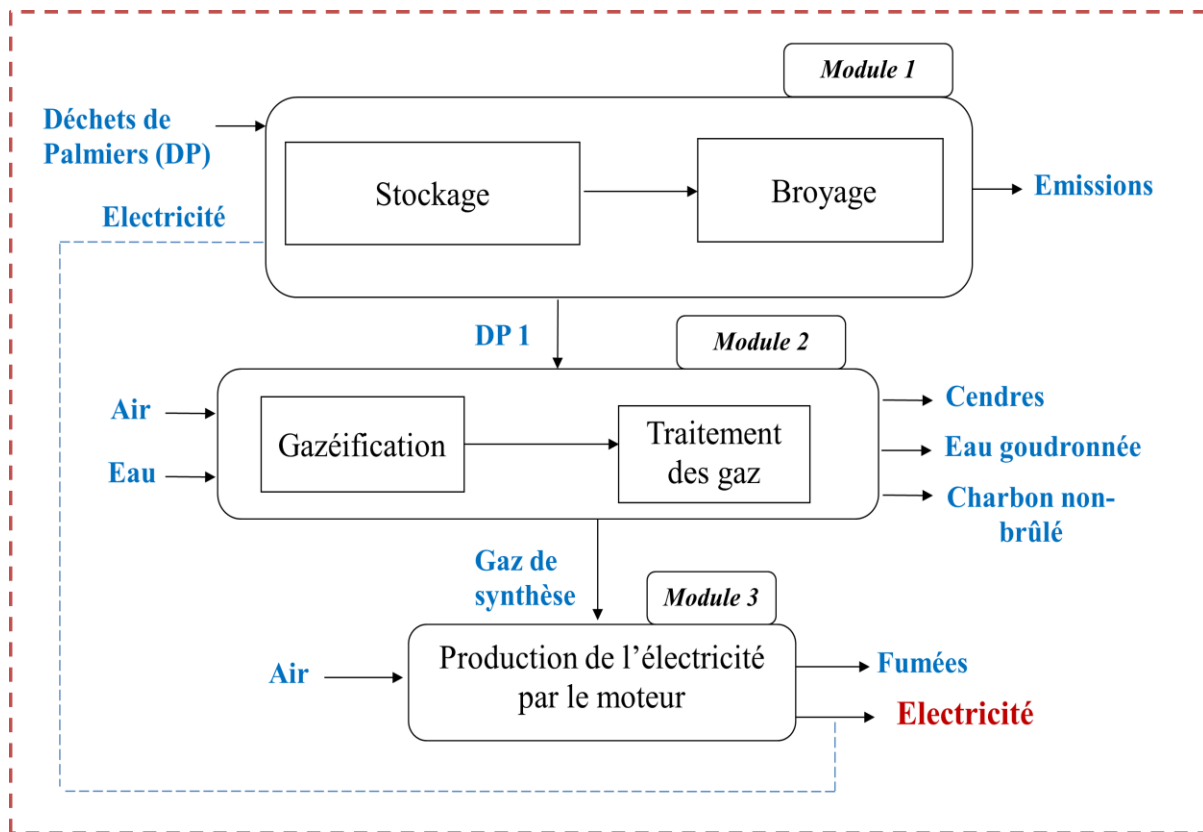 Module 1
Déchets de
Palmiers (DP)
Stockage
Broyage
Emissions
Electricité
DP 1
Module 2
Air
Eau
Gazéification
Traitement
des gaz
Cendres
Eau goudronnée
Charbon non-
brûlé
Gaz de
synthèse
Module 3
Air
Production de l’électricité
par le moteur
Fumées
Electricité